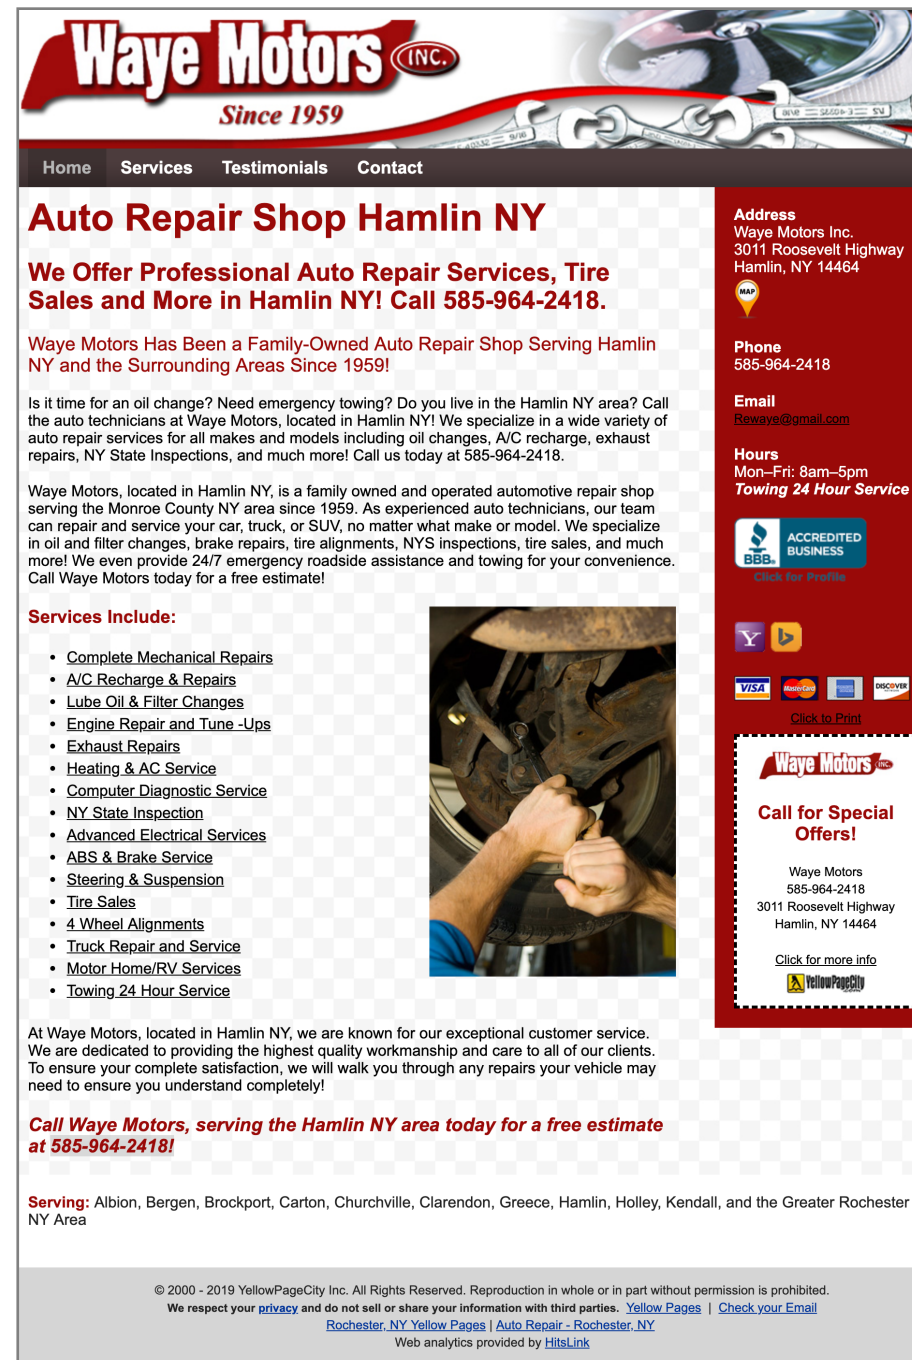 Waye Motors INC.
Since 1959
Home Services Testimonials Contact
Auto Repair Shop Hamlin NY
We Offer Professional Auto Repair Services, Tire
Sales and More in Hamlin NY! Call 585-964-2418.
Waye Motors Has Been a Family-Owned Auto Repair Shop Serving Hamlin
NY and the Surrounding Areas Since 1959!
Is it time for an oil change? Need emergency towing? Do you live in the Hamlin NY area? Call
the auto technicians at Waye Motors, located in Hamlin NY! We specialize in a wide variety of
auto repair services for all makes and models including oil changes, A/C recharge, exhaust
repairs, NY State Inspections, and much more! Call us today at 585-964-2418.
Waye Motors, located in Hamlin NY, is a family owned and operated automotive repair shop
serving the Monroe County NY area since 1959. As experienced auto technicians, our team
can repair and service your car, truck, or SUV, no matter what make or model. We specialize
in oil and filter changes, brake repairs, tire alignments, NYS inspections, tire sales, and much
more! We even provide 24/7 emergency roadside assistance and towing for your convenience.
Call Waye Motors today for a free estimate!
Services Include:
• Complete Mechanical Repairs
• A/C Recharge & Repairs
• Lube Oil & Filter Changes
• Engine Repair and Tune -Ups
• Exhaust Repairs
• Heating & AC Service
• Computer Diagnostic Service
• NY State Inspection
• Advanced Electrical Services
• ABS & Brake Service
• Steering & Suspension
• Tire Sales
• 4 Wheel Alignments
• Truck Repair and Service
• Motor Home/RV Services
• Towing 24 Hour Service
At Waye Motors, located in Hamlin NY, we are known for our exceptional customer service.
We are dedicated to providing the highest quality workmanship and care to all of our clients.
To ensure your complete satisfaction, we will walk you through any repairs your vehicle may
need to ensure you understand completely!
Call Waye Motors, serving the Hamlin NY area today for a free estimate
at 585-964-2418!
Address
Waye Motors Inc.
3011 Roosevelt Highway
Hamlin, NY 14464
MAP
Phone
585-964-2418
Email
Rewaye@gmail.com
Hours
Mon–Fri: 8am–5pm
Towing 24 Hour Service
BBB. ACCREDITED
BUSINESS
Click for Profile
Y b
VISA MasterCard DISCOVER
Click to Print
Waye Motors INC.
Call for Special
Offers!
Waye Motors
585-964-2418
3011 Roosevelt Highway
Hamlin, NY 14464
Click for more info
YellowPageCity
Serving: Albion, Bergen, Brockport, Carton, Churchville, Clarendon, Greece, Hamlin, Holley, Kendall, and the Greater Rochester
NY Area
© 2000 - 2019 YellowPageCity Inc. All Rights Reserved. Reproduction in whole or in part without permission is prohibited.
We respect your privacy and do not sell or share your information with third parties. Yellow Pages | Check your Email
Rochester, NY Yellow Pages | Auto Repair - Rochester, NY
Web analytics provided by HitsLink